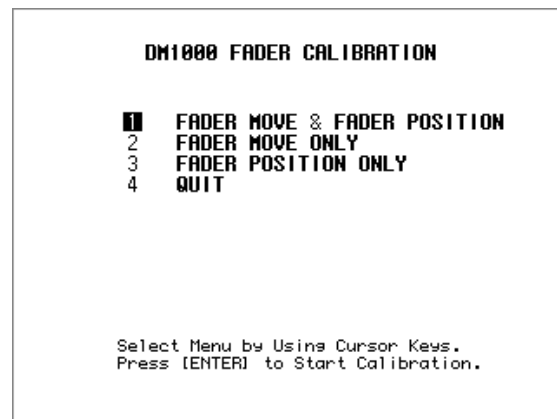 DM1000 FADER CALIBRATION
1 FADER MOVE & FADER POSITION
2 FADER MOVE ONLY
3 FADER POSITION ONLY
4 QUIT
Select Menu by Using Cursor Keys.
Press [ENTER] to Start Calibration.